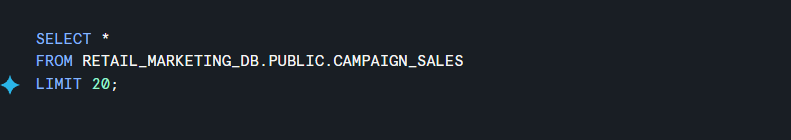 SELECT *
FROM RETAIL_MARKETING_DB.PUBLIC.CAMPAIGN_SALES
LIMIT 20;